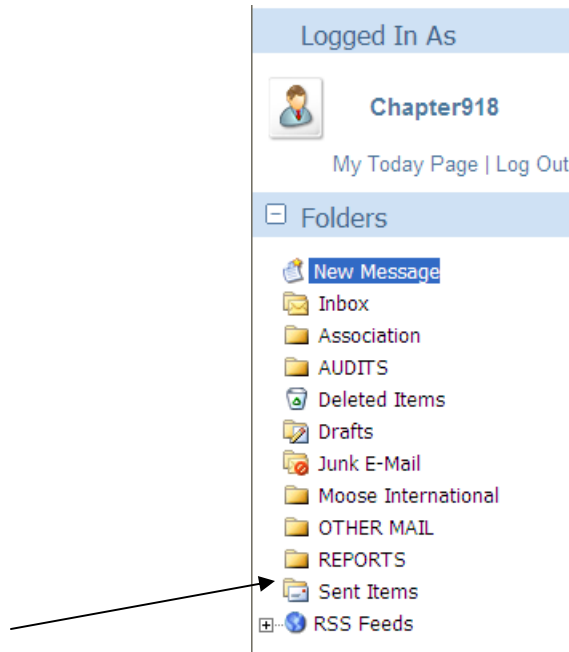 Logged In As
Chapter918
My Today Page | Log Out
Folders
New Message
Inbox
Association
AUDITS
Deleted Items
Drafts
Junk E-Mail
Moose International
OTHER MAIL
REPORTS
Sent Items
RSS Feeds